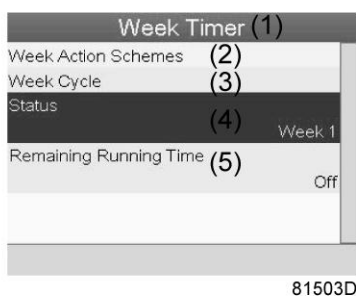 Week Timer (1)
Week Action Schemes (2)
Week Cycle (3)
Status (4)
Week 1
Remaining Running Time (5)
Off
81503D